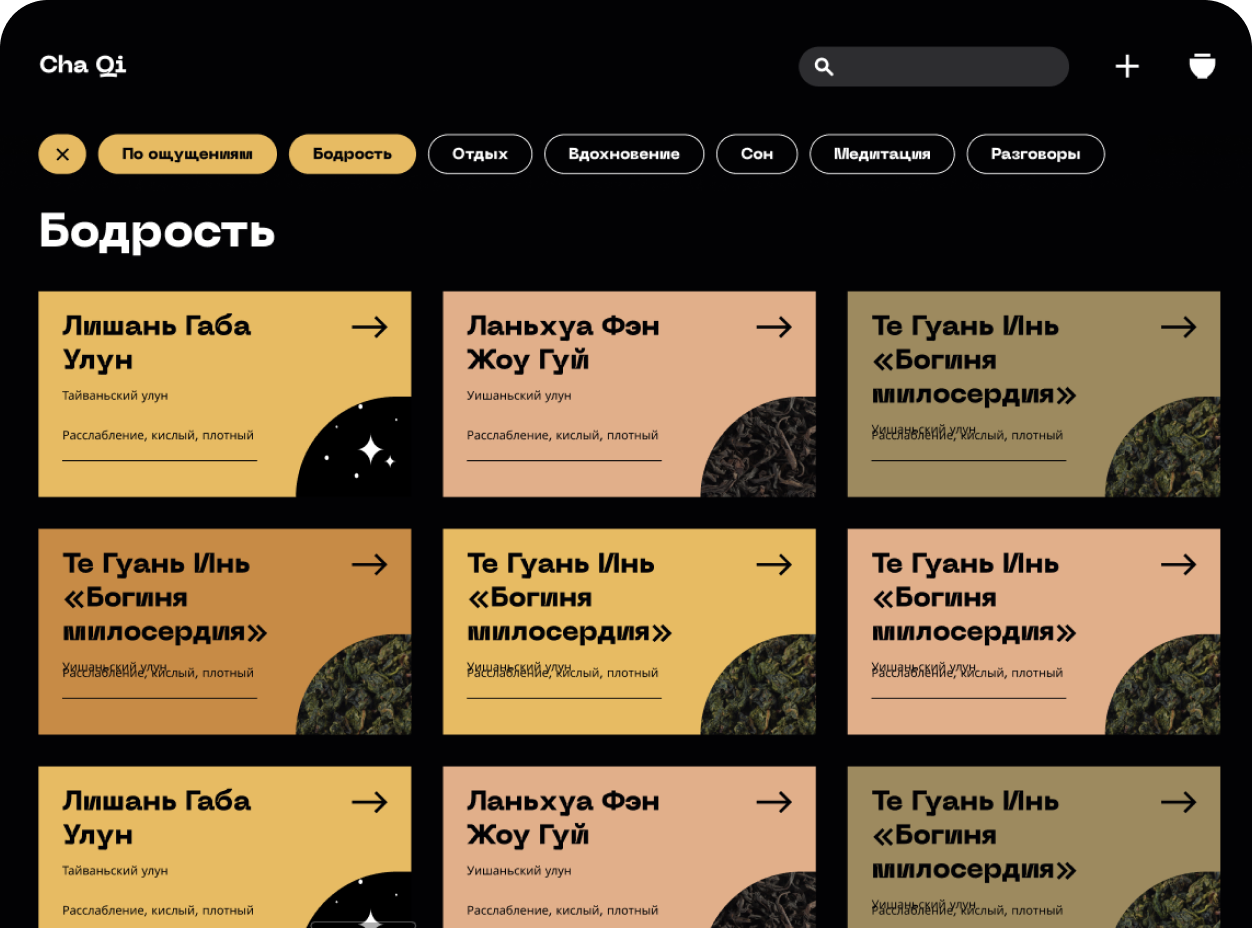 Cha Qi
По ощущениям
Бодрость
Отдых
Вдохновение
Сон
Медитация
Разговоры
Бодрость
Лишань Габа
Улун
Тайваньский улун
Расслабление, кислый, плотный
Ланьхуа Фэн
Жоу Гуй
Уишаньский улун
Расслабление, кислый, плотный
Те Гуань Инь
«Богиня
милосердия»
Уишаньский улун
Расслабление, кислый, плотный
Те Гуань Инь
«Богиня
милосердия»
Уишаньский улун
Расслабление, кислый, плотный
Те Гуань Инь
«Богиня
милосердия»
Уишаньский улун
Расслабление, кислый, плотный
Те Гуань Инь
«Богиня
милосердия»
Уишаньский улун
Расслабление, кислый, плотный
Лишань Габа
Улун
Тайваньский улун
Расслабление, кислый, плотный
Ланьхуа Фэн
Жоу Гуй
Уишаньский улун
Расслабление, кислый, плотный
Те Гуань Инь
«Богиня
милосердия»
Уишаньский улун
Расслабление, кислый, плотный